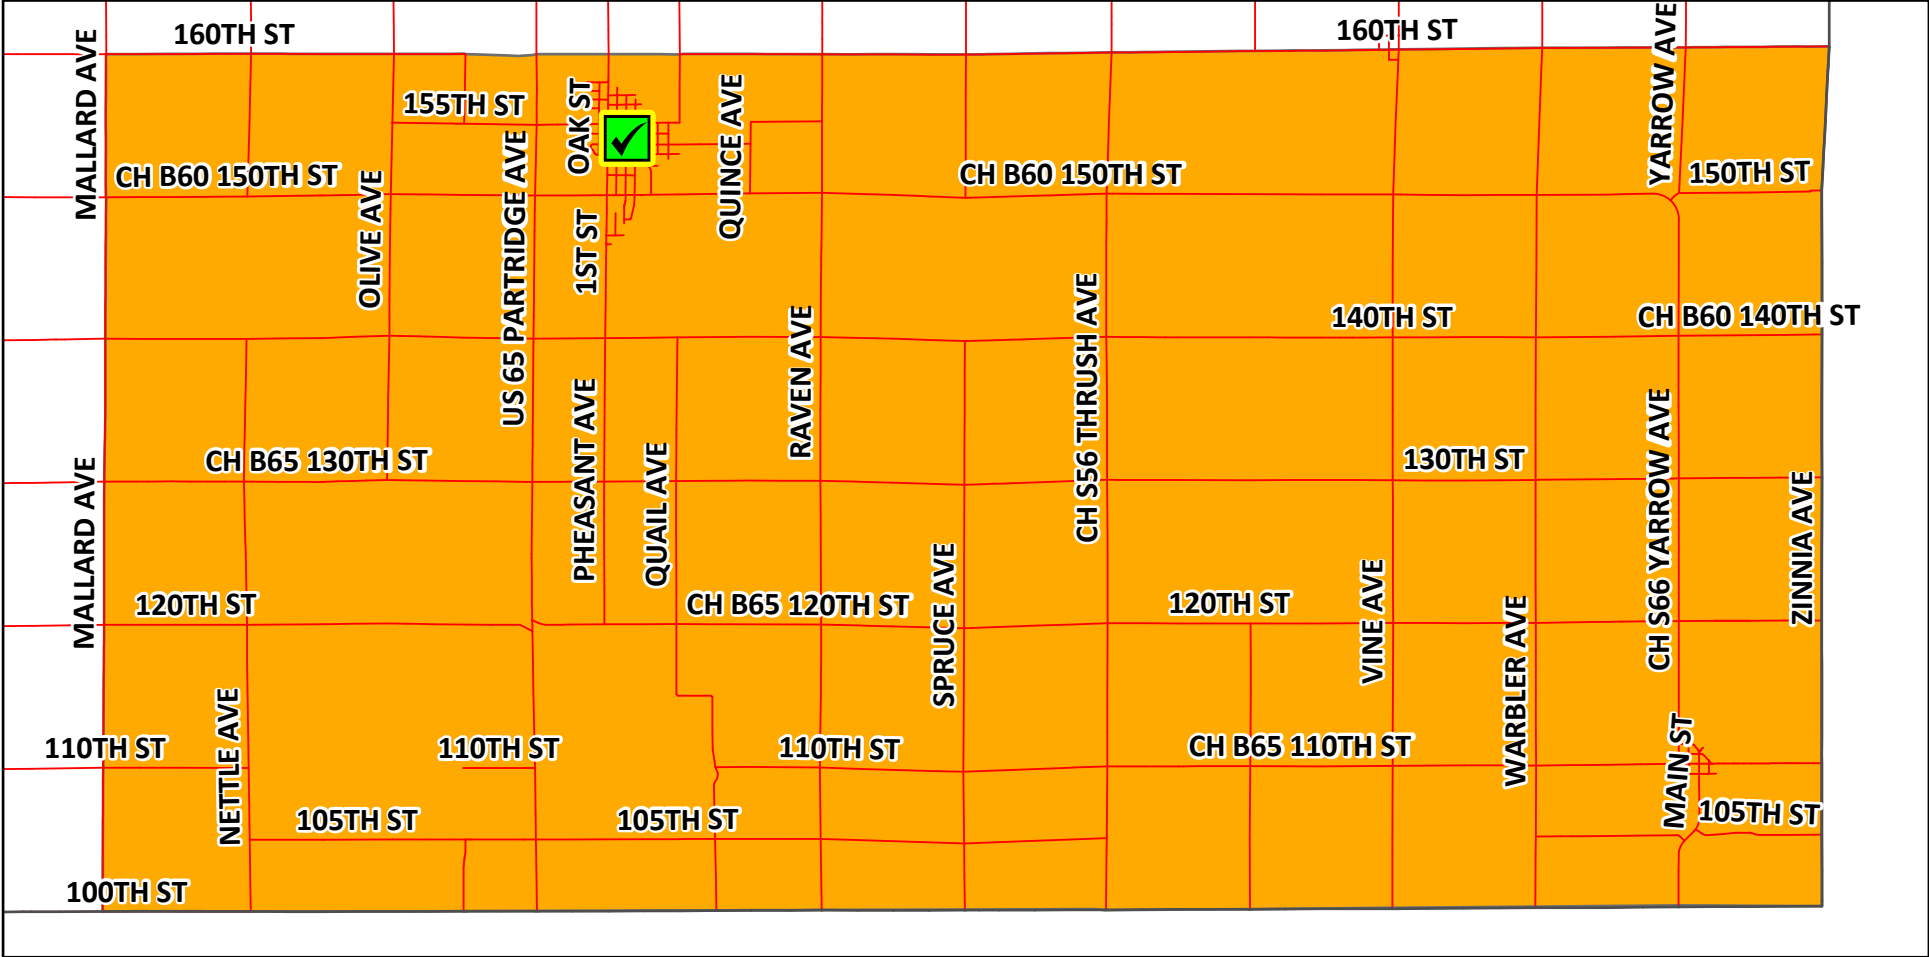 160TH ST
160TH ST
MALLARD AVE
YARROW AVE
155TH ST
OAK ST
QUINCE AVE
CH B60 150TH ST
CH B60 150TH ST
150TH ST
OLIVE AVE
US 65 PARTRIDGE AVE
1ST ST
RAVEN AVE
CH S56 THRUSH AVE
140TH ST
CH B60 140TH ST
PHEASANT AVE
QUAIL AVE
CH B65 130TH ST
130TH ST
MALLARD AVE
CH S66 YARROW AVE
ZINNIA AVE
120TH ST
CH B65 120TH ST
SPRUCE AVE
120TH ST
VINE AVE
WARBLER AVE
NETTLE AVE
110TH ST
110TH ST
110TH ST
CH B65 110TH ST
MAIN ST
105TH ST
105TH ST
105TH ST
100TH ST